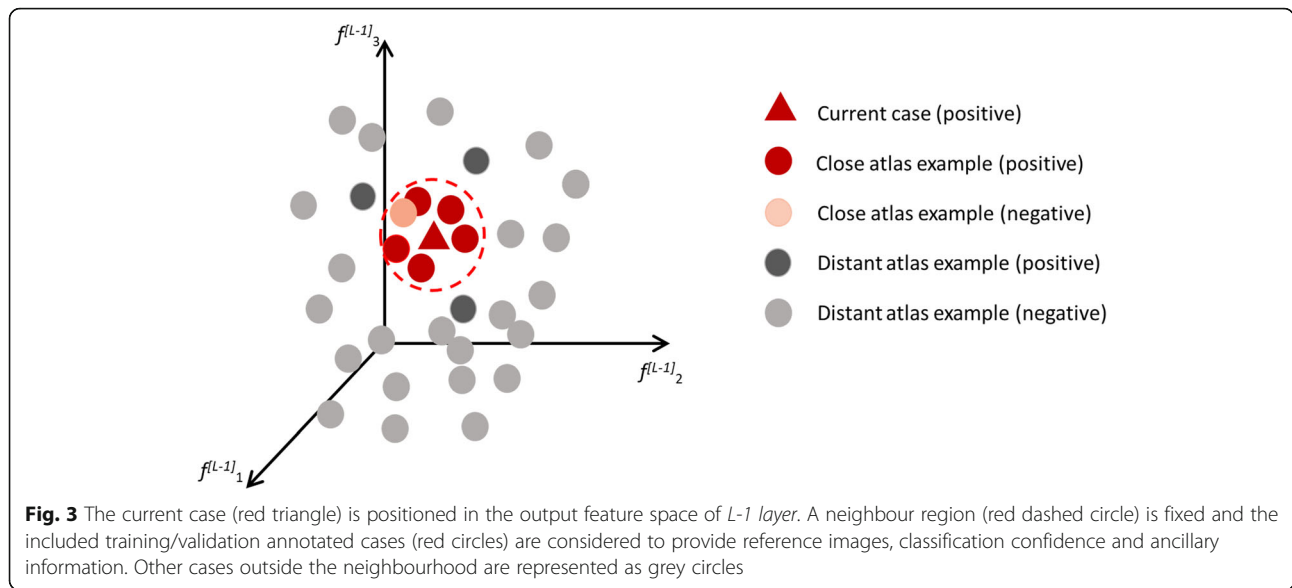 f[L-1]3
Current case (positive)
Close atlas example (positive)
Close atlas example (negative)
Distant atlas example (positive)
Distant atlas example (negative)
f[L-1]2
f[L-1]1
Fig. 3 The current case (red triangle) is positioned in the output feature space of L-1 layer. A neighbour region (red dashed circle) is fixed and the
included training/validation annotated cases (red circles) are considered to provide reference images, classification confidence and ancillary
information. Other cases outside the neighbourhood are represented as grey circles